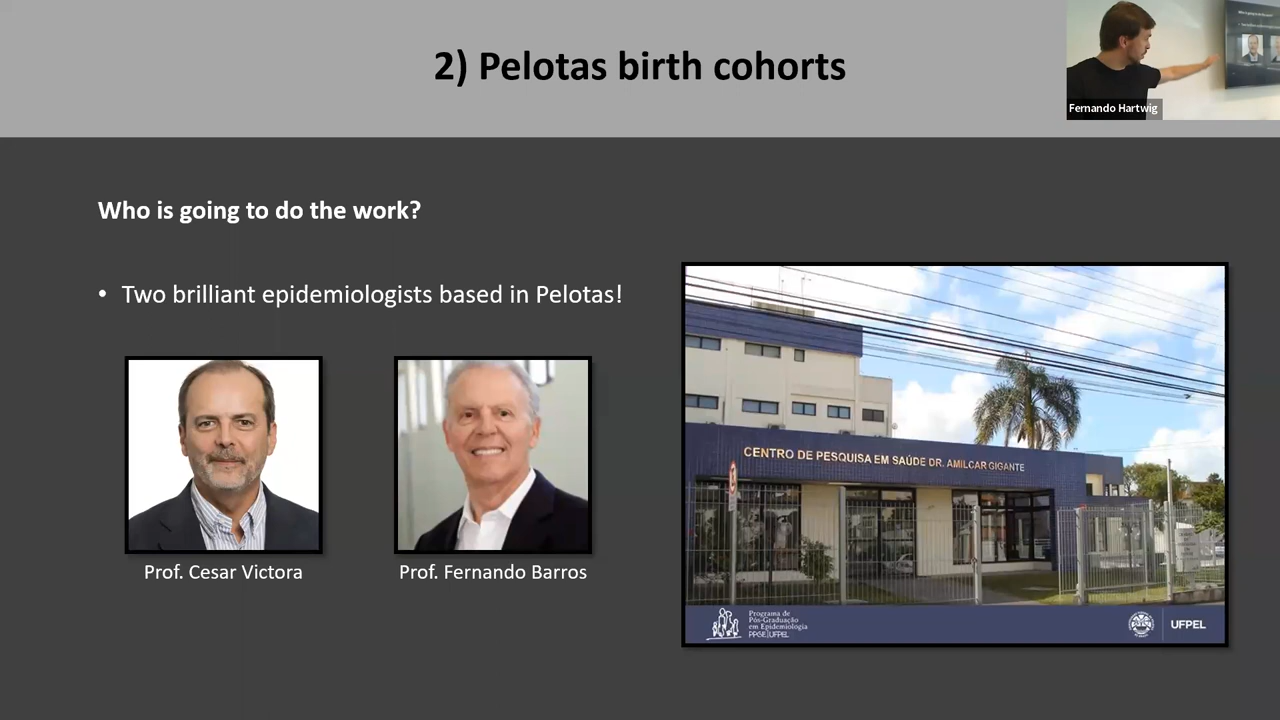 2) Pelotas birth cohorts
Fernando Hartwig
Who is going to do the work?
• Two brilliant epidemiologists based in Pelotas!
Prof. Cesar Victora
Prof. Fernando Barros
CENTRO DE PESQUISA EM SAÚDE DR. AMILCAR GIGANTE
Programa de
Pós-Graduação
em Epidemiologia
PPGE|UFPEL
UFPEL